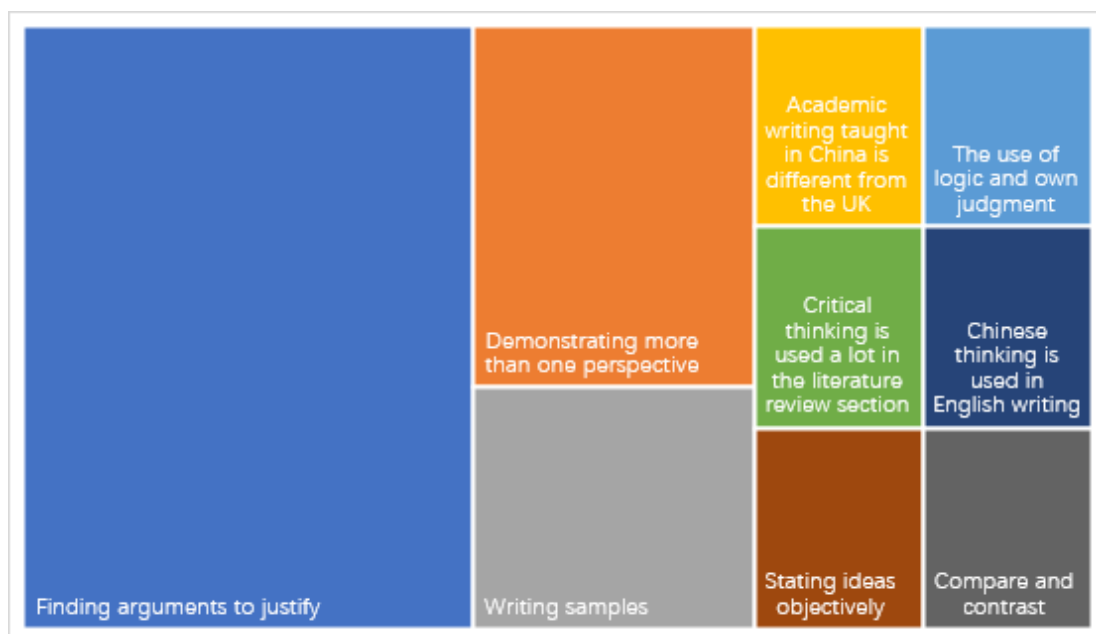 Finding arguments to justify
Demonstrating more
than one perspective
Writing samples
Academic
writing taught
in China is
different from
the UK
The use of
logic and own
judgment
Critical
thinking is
used a lot in
the literature
review section
Chinese
thinking is
used in
English writing
Stating ideas
objectively
Compare and
contrast